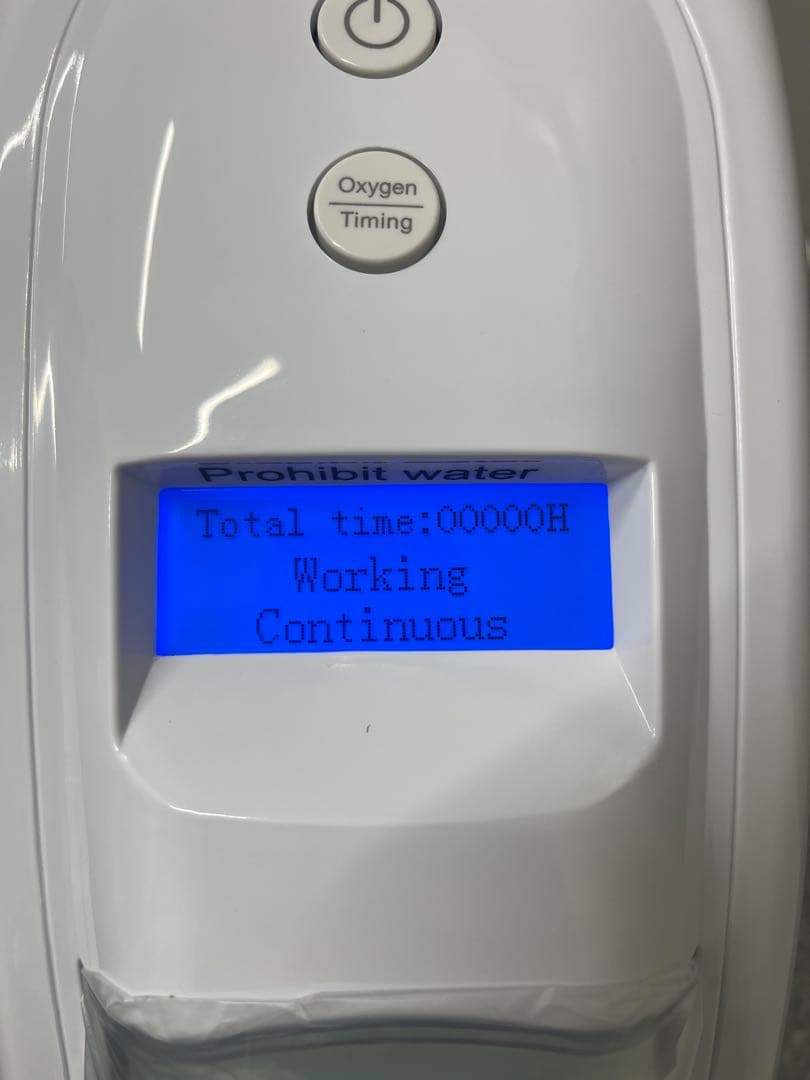 Oxygen
Timing
Prohibit water
Total time:00000H
Working
Continuous